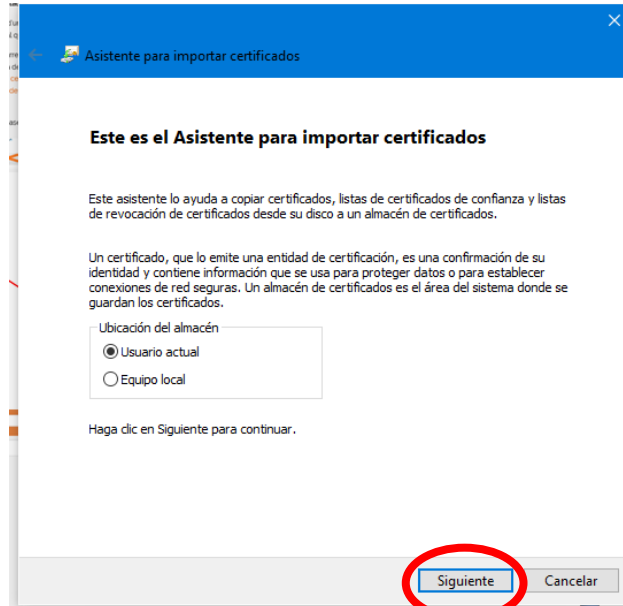 Asistente para importar certificados
Este es el Asistente para importar certificados
Este asistente lo ayuda a copiar certificados, listas de certificados de confianza y listas
de revocación de certificados desde su disco a un almacén de certificados.
Un certificado, que lo emite una entidad de certificación, es una confirmación de su
identidad y contiene información que se usa para proteger datos o para establecer
conexiones de red seguras. Un almacén de certificados es el área del sistema donde se
guardan los certificados.
Ubicación del almacén
Usuario actual
Equipo local
Haga clic en Siguiente para continuar.
Siguiente Cancelar